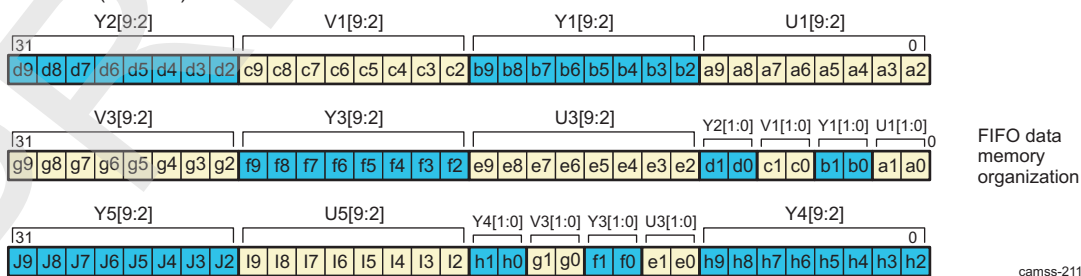 Y2[9:2] V1[9:2] Y1[9:2] U1[9:2]
31 0
d9 d8 d7 d6 d5 d4 d3 d2 c9 c8 c7 c6 c5 c4 c3 c2 b9 b8 b7 b6 b5 b4 b3 b2 a9 a8 a7 a6 a5 a4 a3 a2
V3[9:2] Y3[9:2] U3[9:2] Y2[1:0] V1[1:0] Y1[1:0] U1[1:0]
31 0
g9 g8 g7 g6 g5 g4 g3 g2 f9 f8 f7 f6 f5 f4 f3 f2 e9 e8 e7 e6 e5 e4 e3 e2 d1 d0 c1 c0 b1 b0 a1 a0
FIFO data
memory
organization
Y5[9:2] U5[9:2] Y4[1:0] V3[1:0] Y3[1:0] U3[1:0] Y4[9:2]
31 0
J9 J8 J7 J6 J5 J4 J3 J2 I9 I8 I7 I6 I5 I4 I3 I2 h1 h0 g1 g0 f1 f0 e1 e0 h9 h8 h7 h6 h5 h4 h3 h2
camss-211